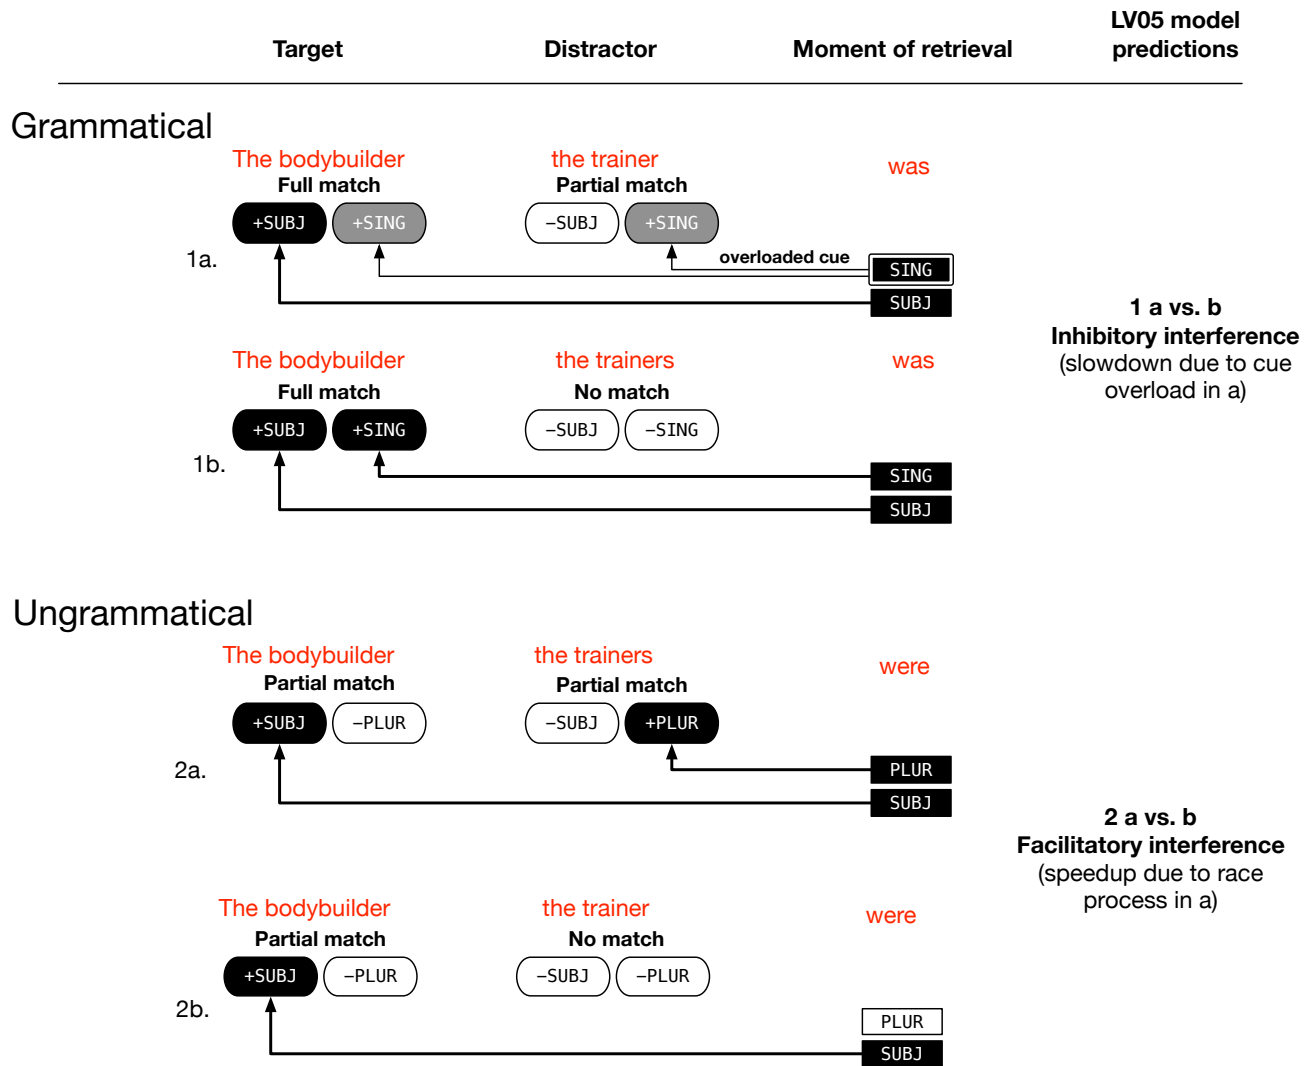 LV05 model
Target Distractor Moment of retrieval predictions
Grammatical
The bodybuilder the trainer was
Full match Partial match
+SUBJ +SING −SUBJ +SING
1a. overloaded cue SING
SUBJ
1 a vs. b
Inhibitory interference
(slowdown due to cue
overload in a)
The bodybuilder the trainers was
Full match No match
+SUBJ +SING −SUBJ −SING
1b. SING
SUBJ
Ungrammatical
The bodybuilder the trainers were
Partial match Partial match
+SUBJ −PLUR −SUBJ +PLUR
2a. PLUR
SUBJ
2 a vs. b
Facilitatory interference
(speedup due to race
process in a)
The bodybuilder the trainer were
Partial match No match
+SUBJ −PLUR −SUBJ −PLUR
2b. PLUR
SUBJ